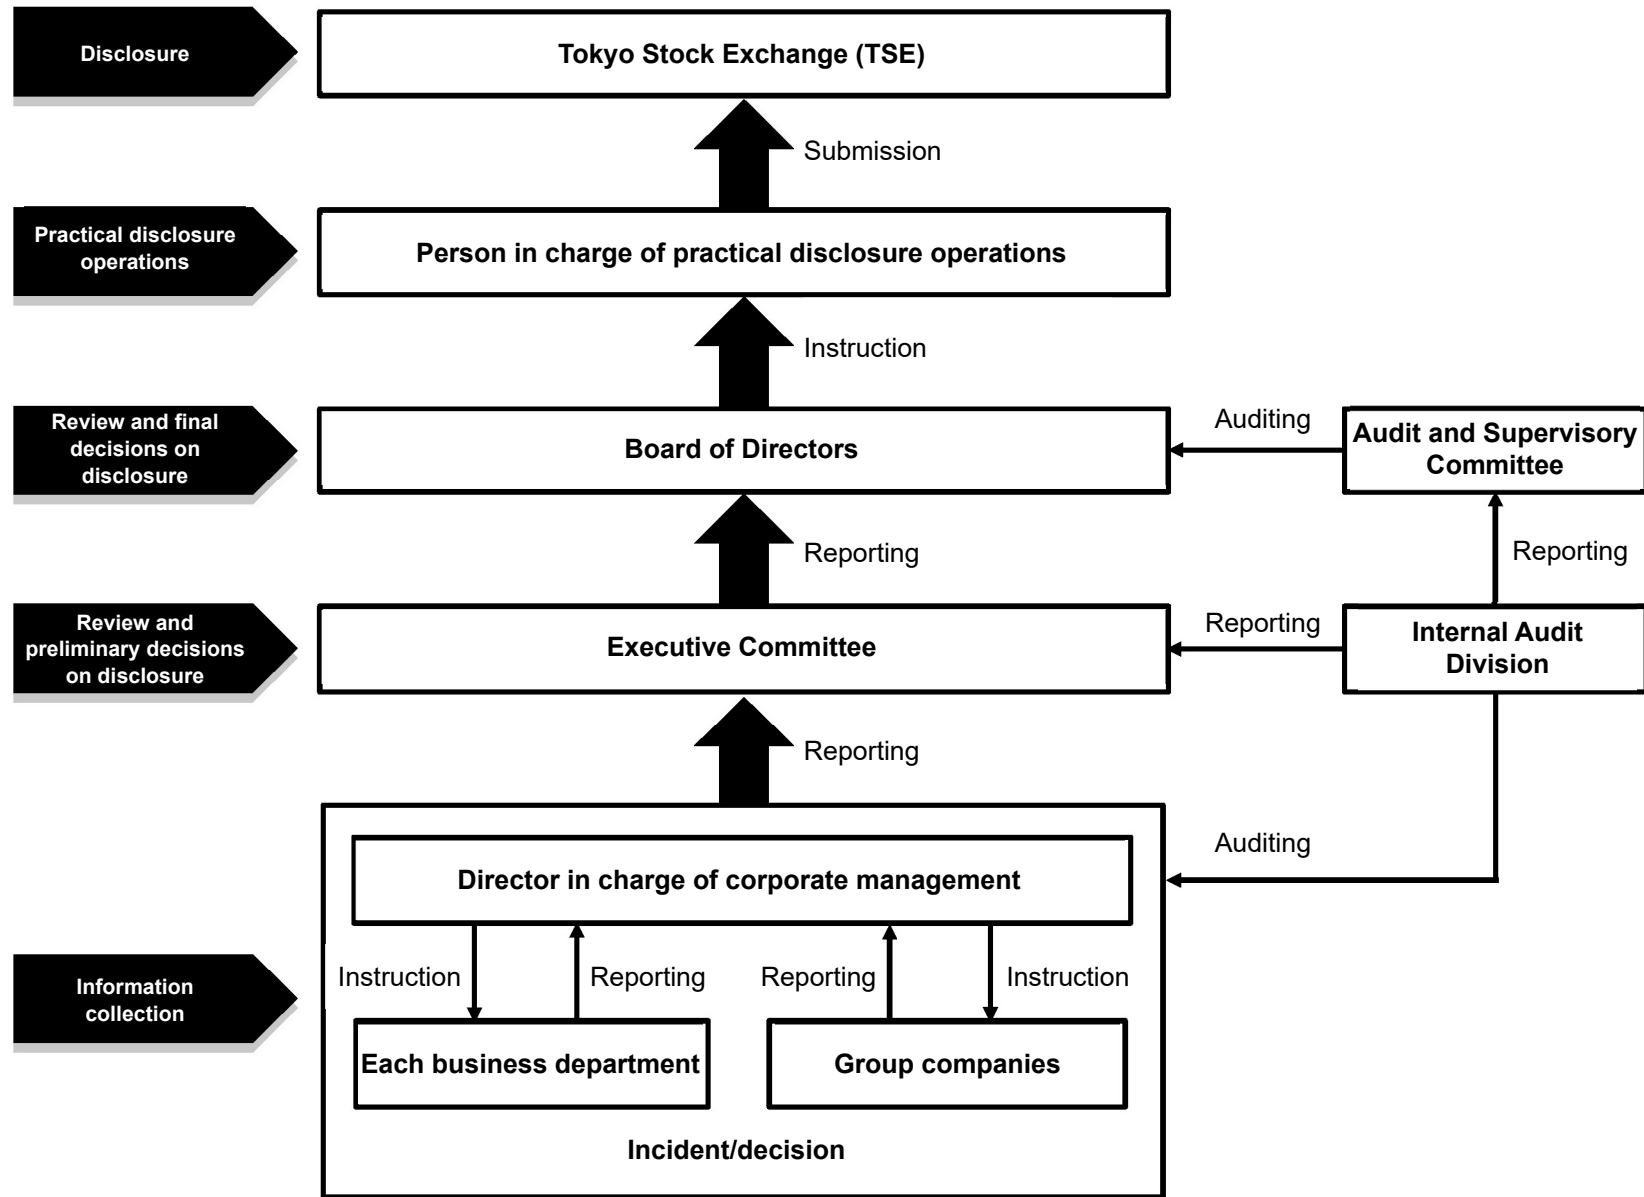 Disclosure
Tokyo Stock Exchange (TSE)
Submission
Practical disclosure
operations
Person in charge of practical disclosure operations
Instruction
Review and final
decisions on
disclosure
Board of Directors
Auditing
Audit and Supervisory
Committee
Reporting
Reporting
Review and
preliminary decisions
on disclosure
Executive Committee
Reporting
Internal Audit
Division
Reporting
Auditing
Director in charge of corporate management
Information
collection
Instruction
Reporting
Reporting
Instruction
Each business department
Group companies
Incident/decision